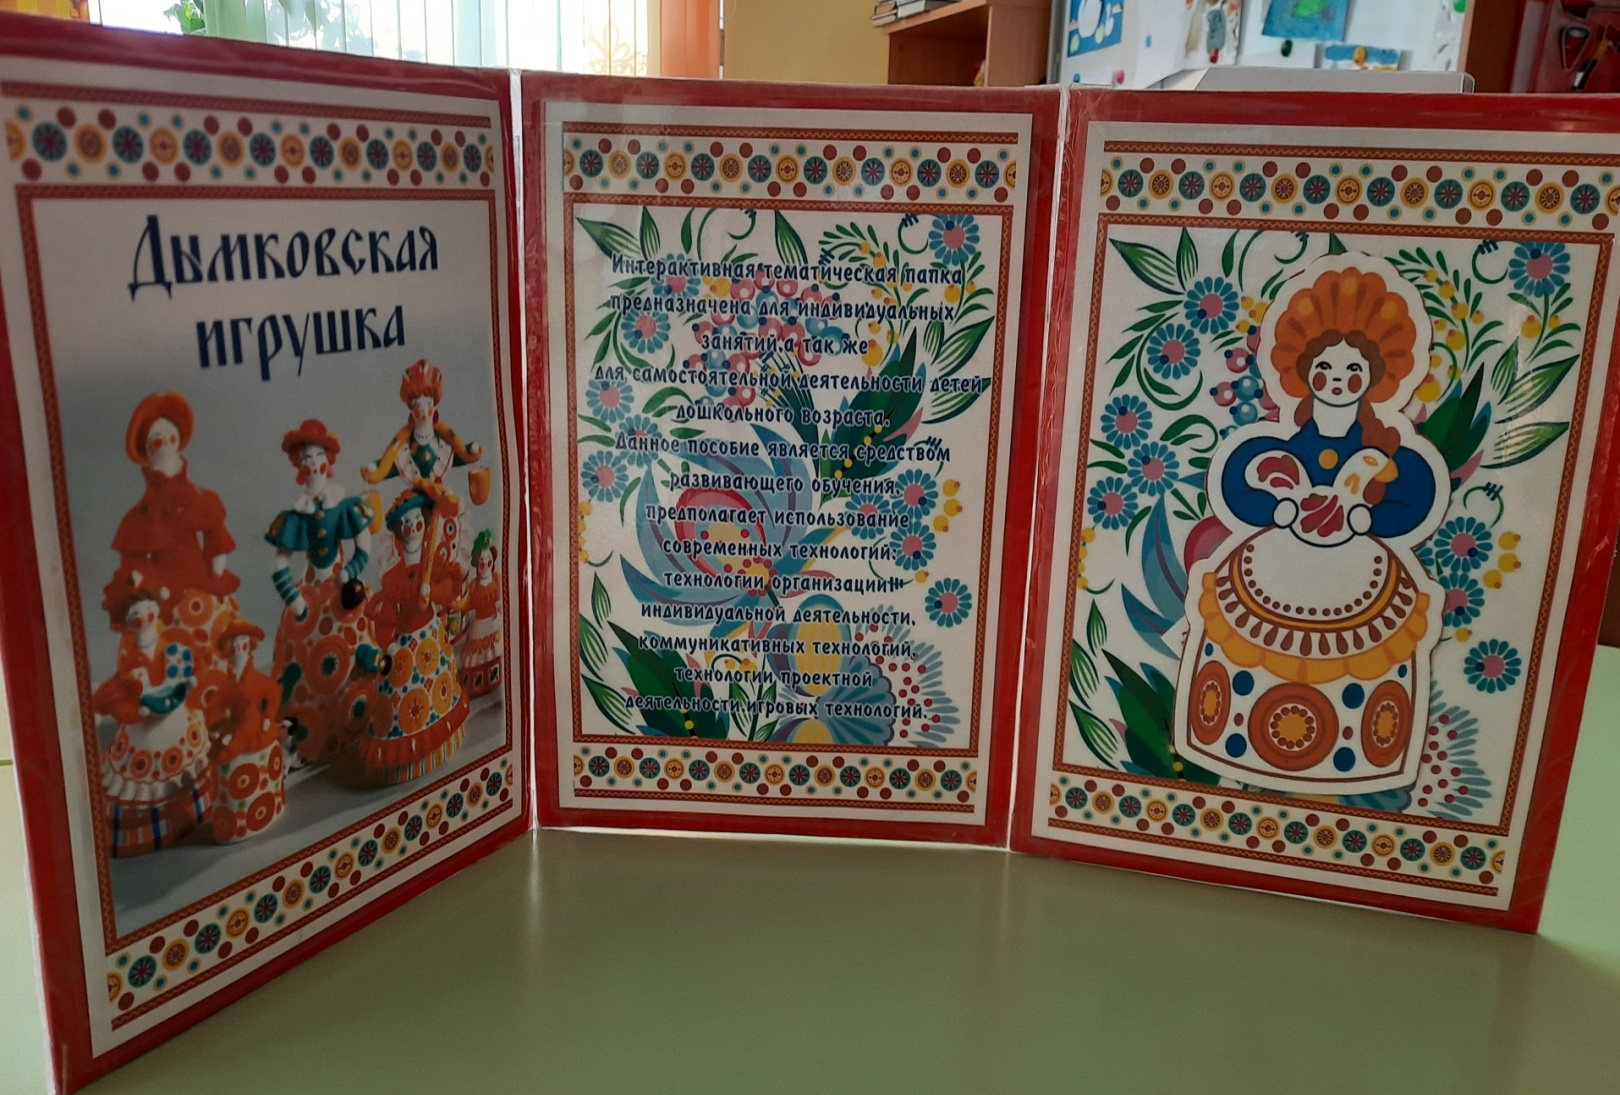 Дымковская
игрушка
Интерактивная тематическая папка
предназначена для индивидуальных
занятий,а так же
для самостоятельной деятельности детей
дошкольного возраста.
Данное пособие является средством
развивающего обучения,
предполагает использование
современных технологий:
технологии организации
индивидуальной деятельности,
коммуникативных технологий,
технологии проектной
деятельности,игровых технологий.